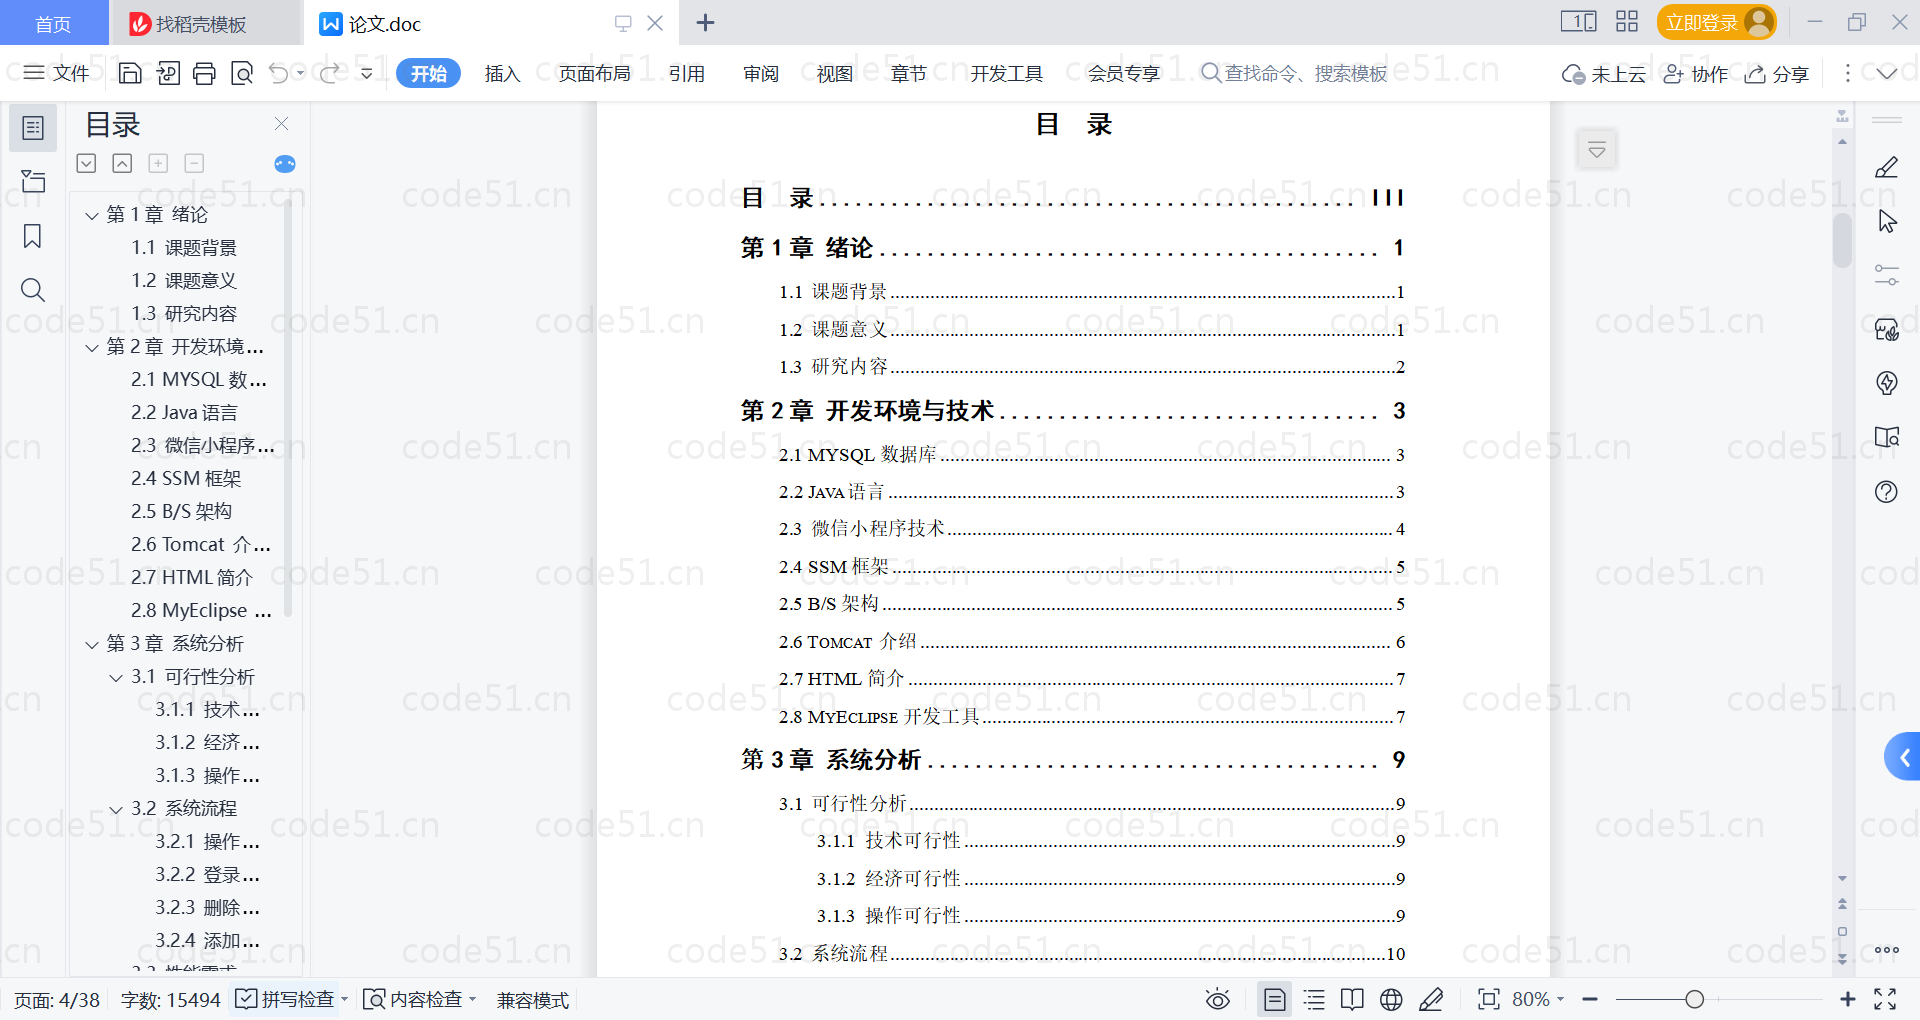 首页
找稻壳模板
论文.doc
立即登录
文件
开始
插入
页面布局
引用
审阅
视图
章节
开发工具
会员专享
查找命令、搜索模板
未上云
协作
分享
目录
第 1 章 绪论
1.1 课题背景
1.2 课题意义
1.3 研究内容
第 2 章 开发环境...
2.1 MYSQL 数...
2.2 Java 语言
2.3 微信小程序...
2.4 SSM 框架
2.5 B/S 架构
2.6 Tomcat 介...
2.7 HTML 简介
2.8 MyEclipse ...
第 3 章 系统分析
3.1 可行性分析
3.1.1 技术...
3.1.2 经济...
3.1.3 操作...
3.2 系统流程
3.2.1 操作...
3.2.2 登录...
3.2.3 删除...
3.2.4 添加...
目 录
目 录 III
第 1 章 绪论 1
1.1 课题背景 1
1.2 课题意义 1
1.3 研究内容 2
第 2 章 开发环境与技术 3
2.1 MYSQL 数据库 3
2.2 JAVA 语言 3
2.3 微信小程序技术 4
2.4 SSM 框架 5
2.5 B/S 架构 5
2.6 TOMCAT 介绍 6
2.7 HTML 简介 7
2.8 MYECLIPSE 开发工具 7
第 3 章 系统分析 9
3.1 可行性分析 9
3.1.1 技术可行性 9
3.1.2 经济可行性 9
3.1.3 操作可行性 9
3.2 系统流程 10
页面: 4/38
字数: 15494
拼写检查
内容检查
兼容模式
80%
code51.cn